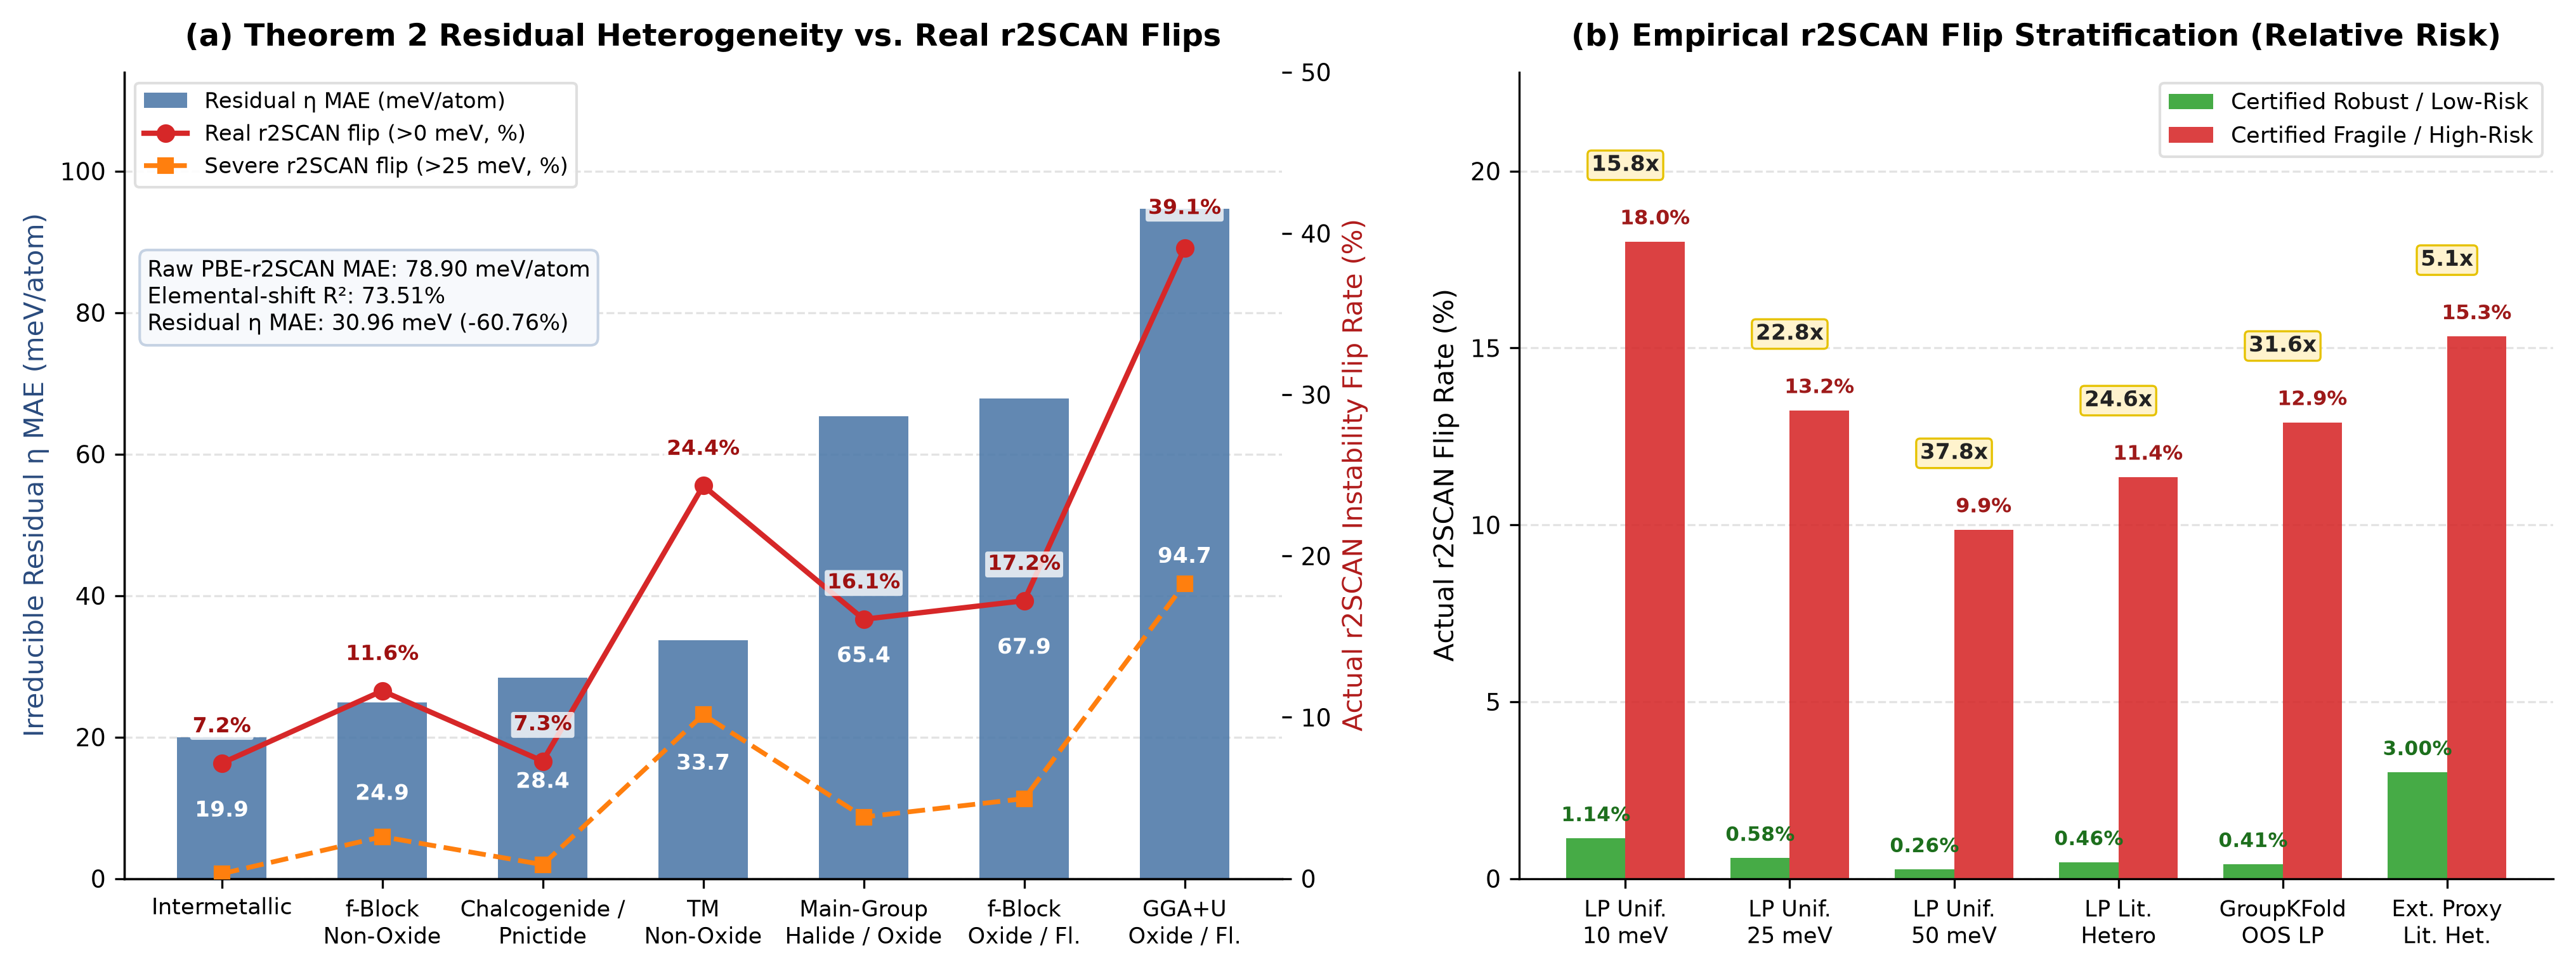 (a) Theorem 2 Residual Heterogeneity vs. Real r2SCAN Flips
Residual η MAE (meV/atom)
Real r2SCAN flip (>0 meV, %)
Severe r2SCAN flip (>25 meV, %)
Raw PBE-r2SCAN MAE: 78.90 meV/atom
Elemental-shift R²: 73.51%
Residual η MAE: 30.96 meV (-60.76%)
Irreducible Residual η MAE (meV/atom)
100
80
60
40
20
0
7.2%
11.6%
7.3%
24.4%
16.1%
17.2%
39.1%
19.9
24.9
28.4
33.7
65.4
67.9
94.7
50
40
30
20
10
0
Actual r2SCAN Instability Flip Rate (%)
Intermetallic
f-Block
Non-Oxide
Chalcogenide /
Pnictide
TM
Non-Oxide
Main-Group
Halide / Oxide
f-Block
Oxide / Fl.
GGA+U
Oxide / Fl.
(b) Empirical r2SCAN Flip Stratification (Relative Risk)
Certified Robust / Low-Risk
Certified Fragile / High-Risk
Actual r2SCAN Flip Rate (%)
20
15
10
5
0
15.8x
22.8x
37.8x
24.6x
31.6x
5.1x
18.0%
13.2%
9.9%
11.4%
12.9%
15.3%
1.14%
0.58%
0.26%
0.46%
0.41%
3.00%
LP Unif.
10 meV
LP Unif.
25 meV
LP Unif.
50 meV
LP Lit.
Hetero
GroupKFold
OOS LP
Ext. Proxy
Lit. Het.